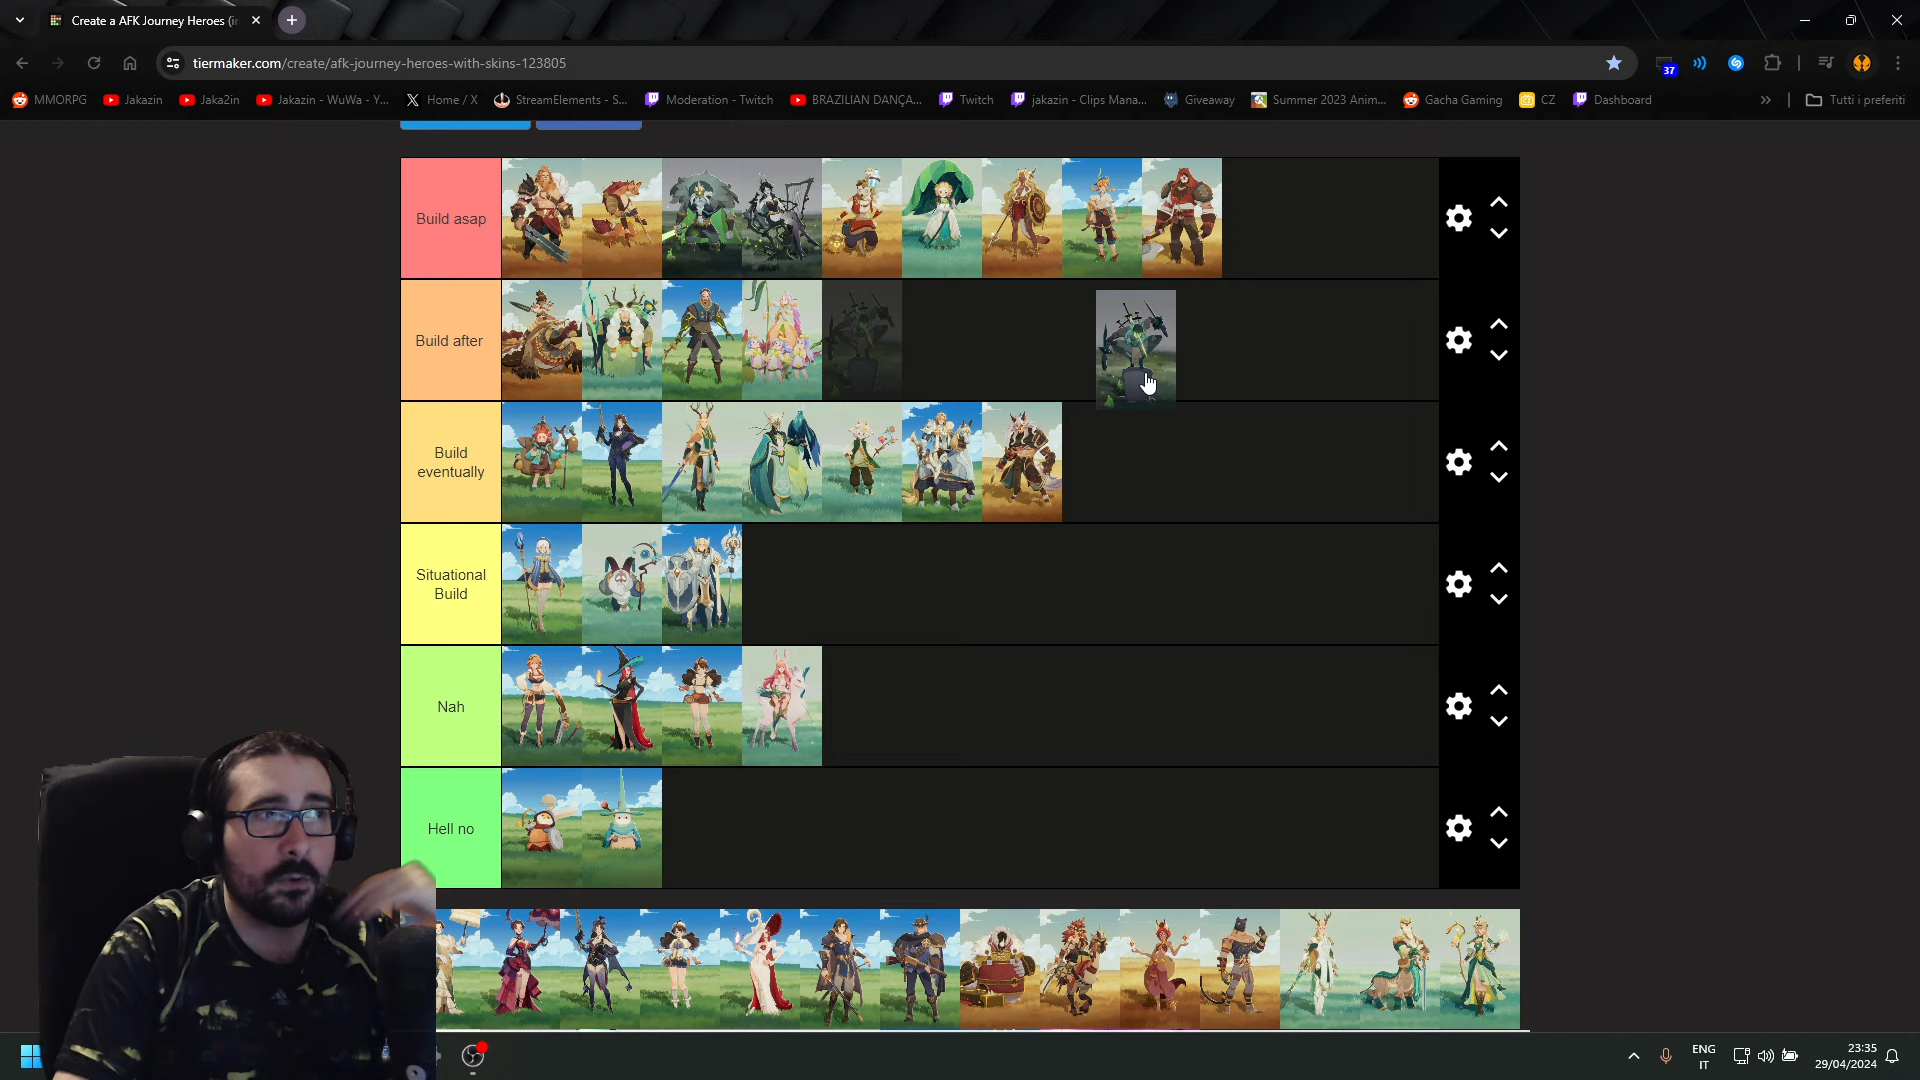 Create a AFK Journey Heroes (i
tiermaker.com/create/afk-journey-heroes-with-skins-123805
37
MMORPG
Jakazin
Jaka2in
Jakazin - WuWa - Y...
Home / X
StreamElements - S...
Moderation - Twitch
BRAZILIAN DANÇA...
Twitch
jakazin - Clips Mana...
Giveaway
Summer 2023 Anim...
Gacha Gaming
CZ
Dashboard
Tutti i preferiti
Build asap
Build after
Build
eventually
Situational
Build
Nah
Hell no
ENG
IT
23:35
29/04/2024